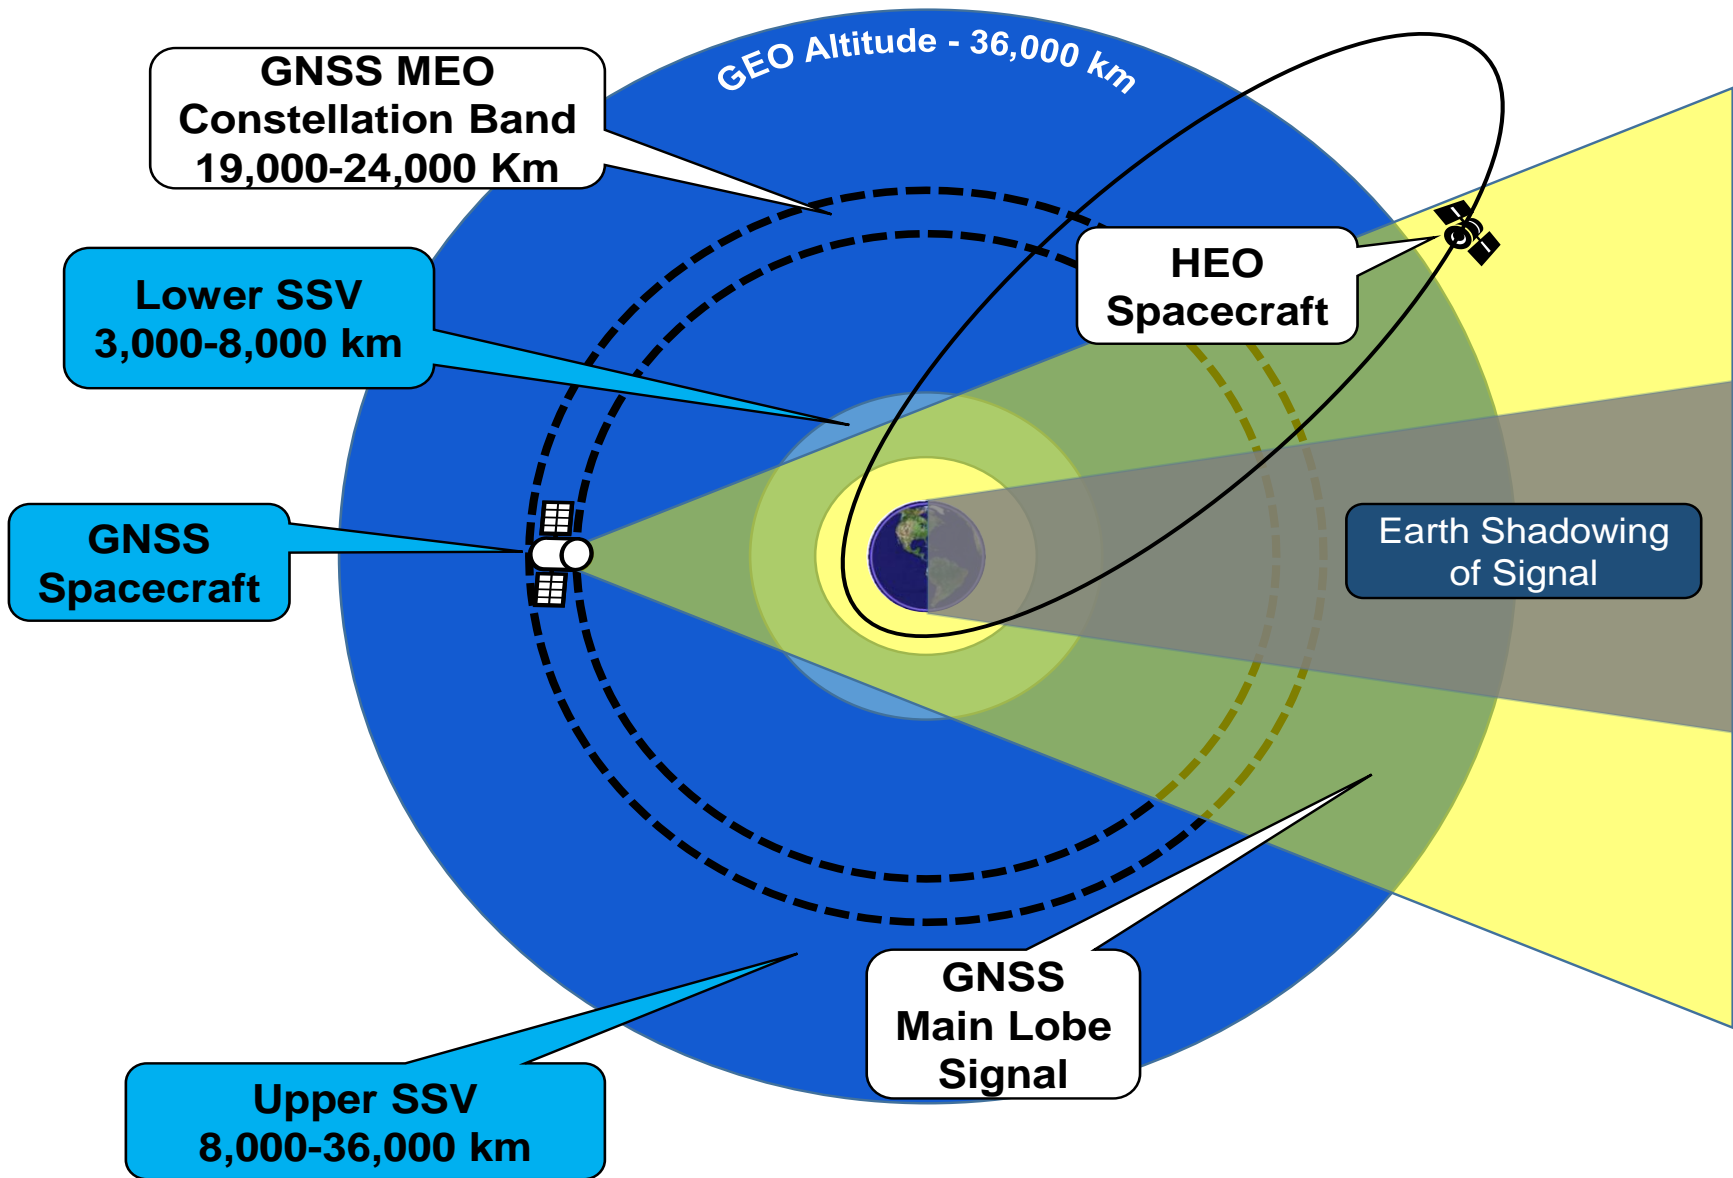 GEO Altitude - 36,000 km
GNSS MEO
Constellation Band
19,000-24,000 Km
HEO
Spacecraft
Lower SSV
3,000-8,000 km
GNSS
Spacecraft
Earth Shadowing
of Signal
GNSS
Main Lobe
Signal
Upper SSV
8,000-36,000 km